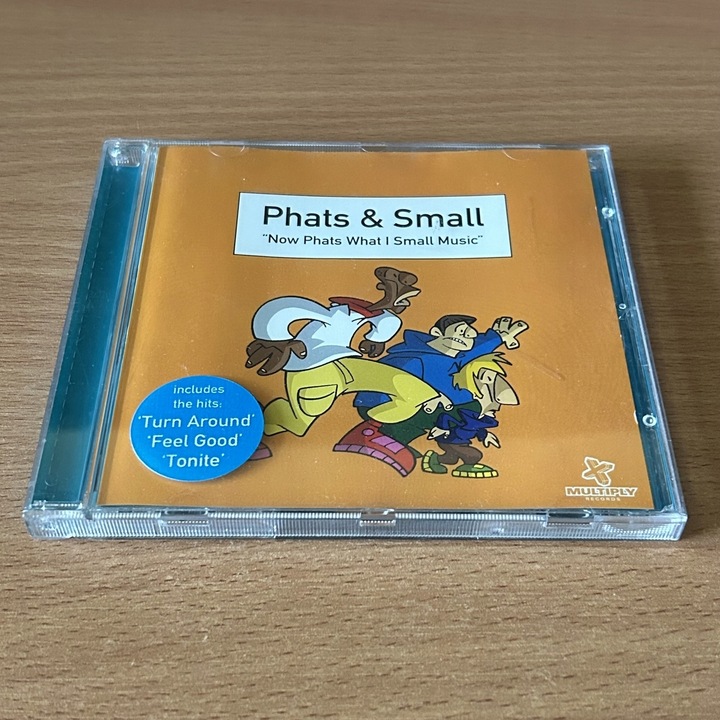 Phats & Small
"Now Phats What I Small Music"
includes
the hits:
'Turn Around'
'Feel Good'
'Tonite'
MULTIPLY
RECORDS